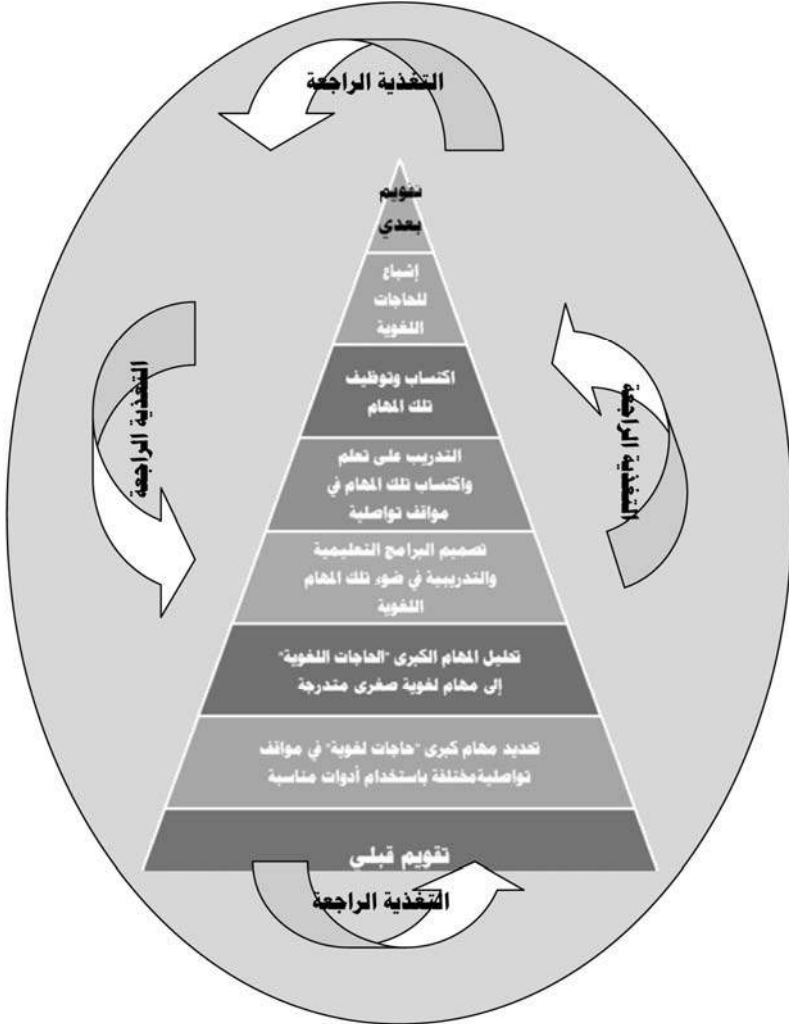 التغذية الراجعة
تقويم
بعدي
إشباع
للحاجات
اللغوية
اكتساب وتوظيف
تلك المهام
التدريب على تعلم
واكتساب تلك المهام في
مواقف تواصلية
تصميم البرامج التعليمية
والتدريبية في ضوء تلك المهام
اللغوية
تحليل المهام الكبرى "الحاجات اللغوية"
إلى مهام لغوية صغرى متدرجة
تحديد مهام كبرى "حاجات لغوية" في مواقف
تواصلية مختلفة باستخدام أدوات مناسبة
تقويم قبلي
التغذية الراجعة
التغذية الراجعة
التغذية الراجعة